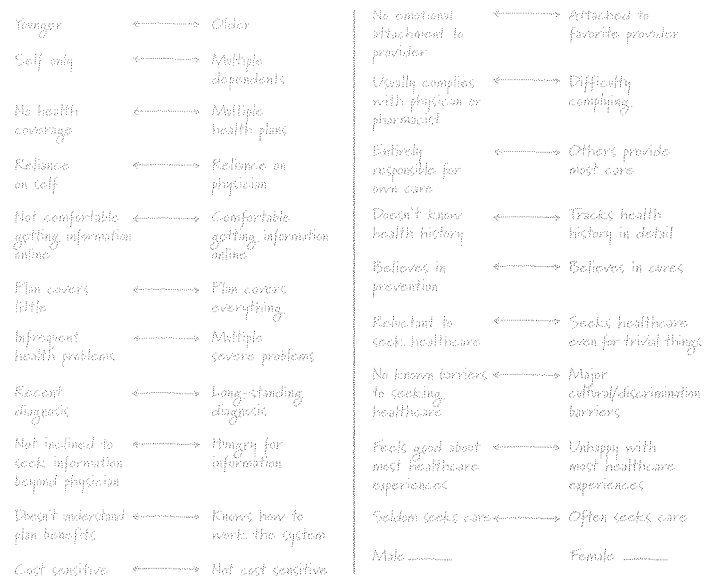 Younger Older
Self only Multiple
dependents
No health Multiple
coverage health plans
Reliance Reliance on
on self physician
Not comfortable Comfortable
getting information getting information
online online
Plan covers Plan covers
little everything
Infrequent Multiple
health problems severe problems
Recent Long-standing
diagnosis diagnosis
Not inclined to Hungry for
seek information information
beyond physician
Doesn't understand Knows how to
plan benefits work the system
Cost sensitive Not cost sensitive
No emotional Attached to
attachment to favorite provider
provider
Usually complies Difficulty
with physician or complying
pharmacist
Entirely Others provide
responsible for most care
own care
Doesn't know Tracks health
health history history in detail
Believes in Believes in cures
prevention
Reluctant to Seeks healthcare
seek healthcare even for trivial things
No known barriers Major
to seeking cultural/discrimination
healthcare barriers
Feels good about Unhappy with
most healthcare most healthcare
experiences experiences
Seldom seeks care Often seeks care
Male Female